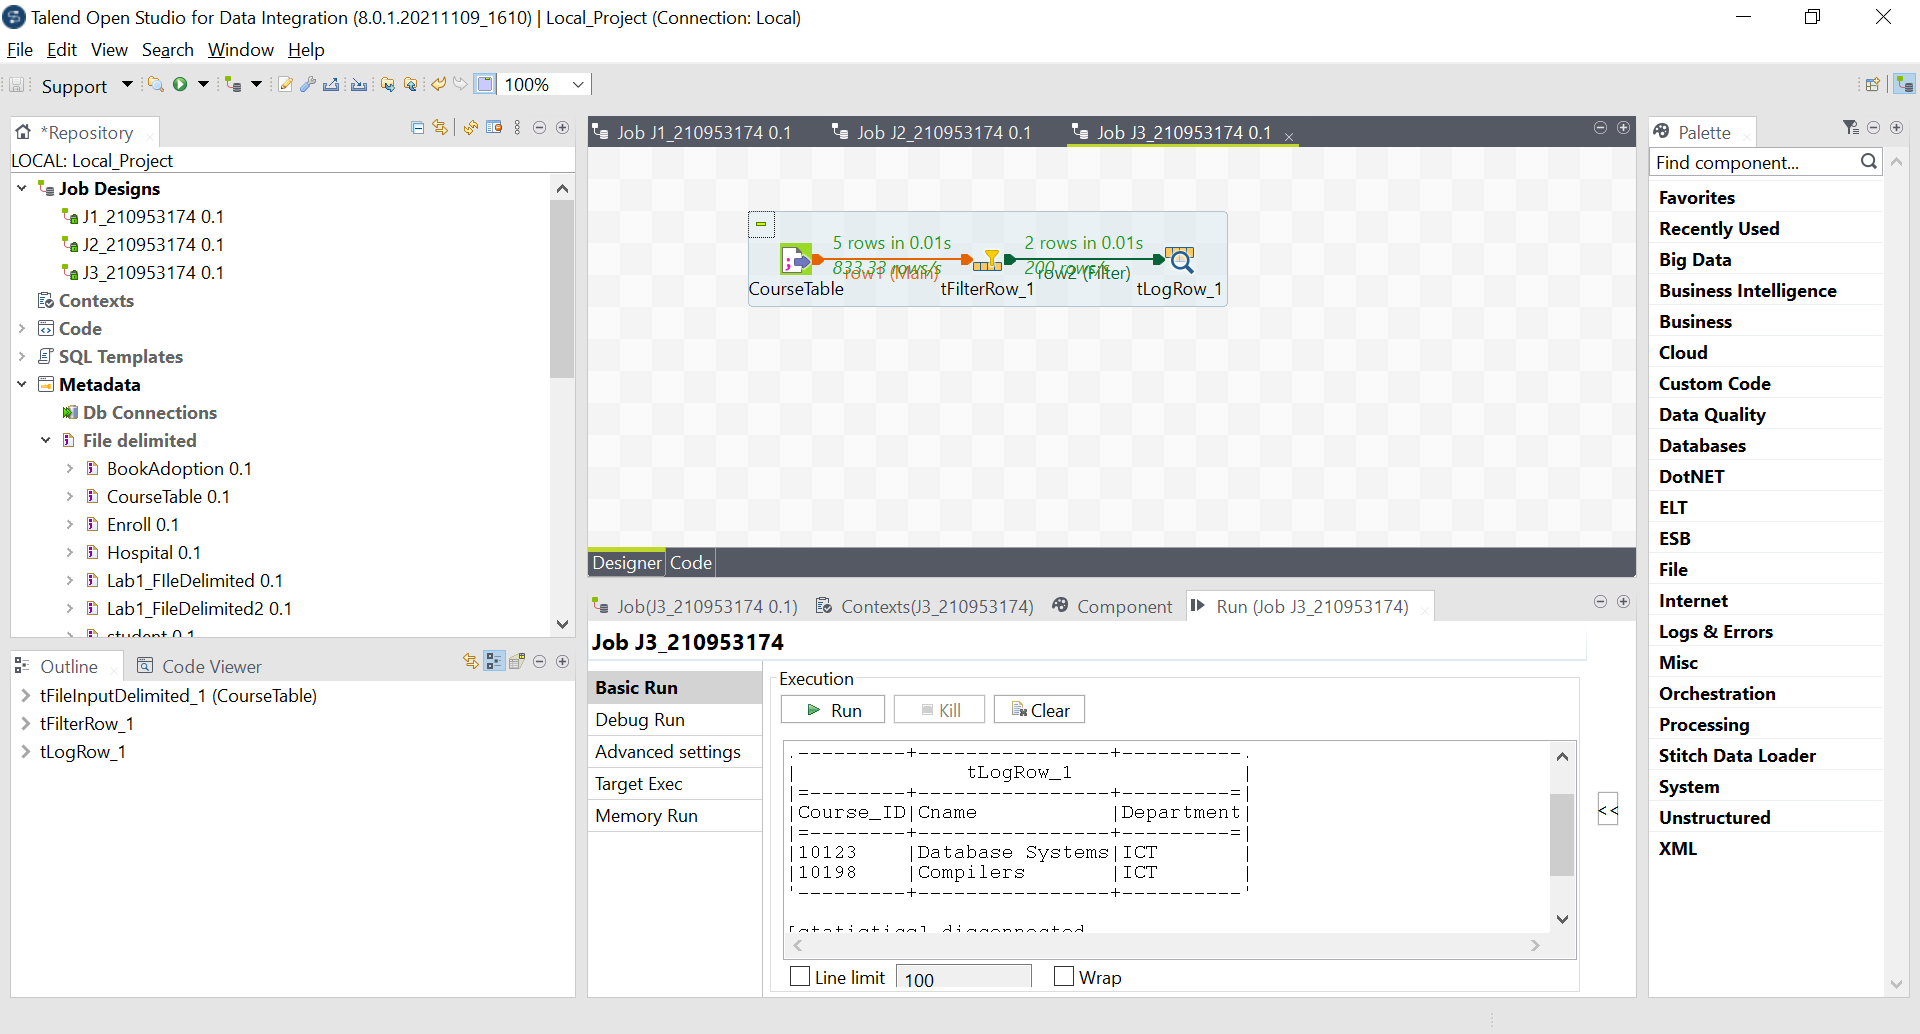 Talend Open Studio for Data Integration (8.0.1.20211109_1610) | Local_Project (Connection: Local)
File Edit View Search Window Help
Support 100%
*Repository
LOCAL: Local_Project
Job Designs
J1_210953174 0.1
J2_210953174 0.1
J3_210953174 0.1
Contexts
Code
SQL Templates
Metadata
Db Connections
File delimited
BookAdoption 0.1
CourseTable 0.1
Enroll 0.1
Hospital 0.1
Lab1_FIleDelimited 0.1
Lab1_FileDelimited2 0.1
student 0.1
Outline Code Viewer
tFileInputDelimited_1 (CourseTable)
tFilterRow_1
tLogRow_1
Job J1_210953174 0.1 Job J2_210953174 0.1 Job J3_210953174 0.1
5 rows in 0.01s 2 rows in 0.01s
833.33 rows/s 200 rows/s
row1 (Main) row2 (Filter)
CourseTable tFilterRow_1 tLogRow_1
Designer Code
Job(J3_210953174 0.1) Contexts(J3_210953174) Component Run (Job J3_210953174)
Job J3_210953174
Basic Run
Debug Run
Advanced settings
Target Exec
Memory Run
Execution
Run Kill Clear
.---------+----------------+----------.
| tLogRow_1 |
|=--------+----------------+---------=|
|Course_ID|Cname |Department|
|=--------+----------------+---------=|
|10123 |Database Systems|ICT |
|10198 |Compilers |ICT |
'---------+----------------+----------'
[statistics] disconnected
<<
Line limit 100 Wrap
Palette
Find component...
Favorites
Recently Used
Big Data
Business Intelligence
Business
Cloud
Custom Code
Data Quality
Databases
DotNET
ELT
ESB
File
Internet
Logs & Errors
Misc
Orchestration
Processing
Stitch Data Loader
System
Unstructured
XML